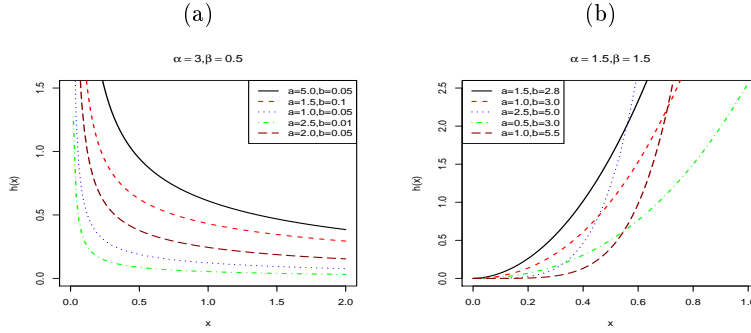 (a)
(b)
α = 3,β = 0.5
α = 1.5,β = 1.5
h(x)
1.5
1.0
0.5
0.0
a=5.0,b=0.05
a=1.5,b=0.1
a=1.0,b=0.05
a=2.5,b=0.01
a=2.0,b=0.05
0.0 0.5 1.0 1.5 2.0
x
h(x)
2.5
2.0
1.5
1.0
0.5
0.0
a=1.5,b=2.8
a=1.0,b=3.0
a=2.5,b=5.0
a=0.5,b=3.0
a=1.0,b=5.5
0.0 0.2 0.4 0.6 0.8 1.0
x